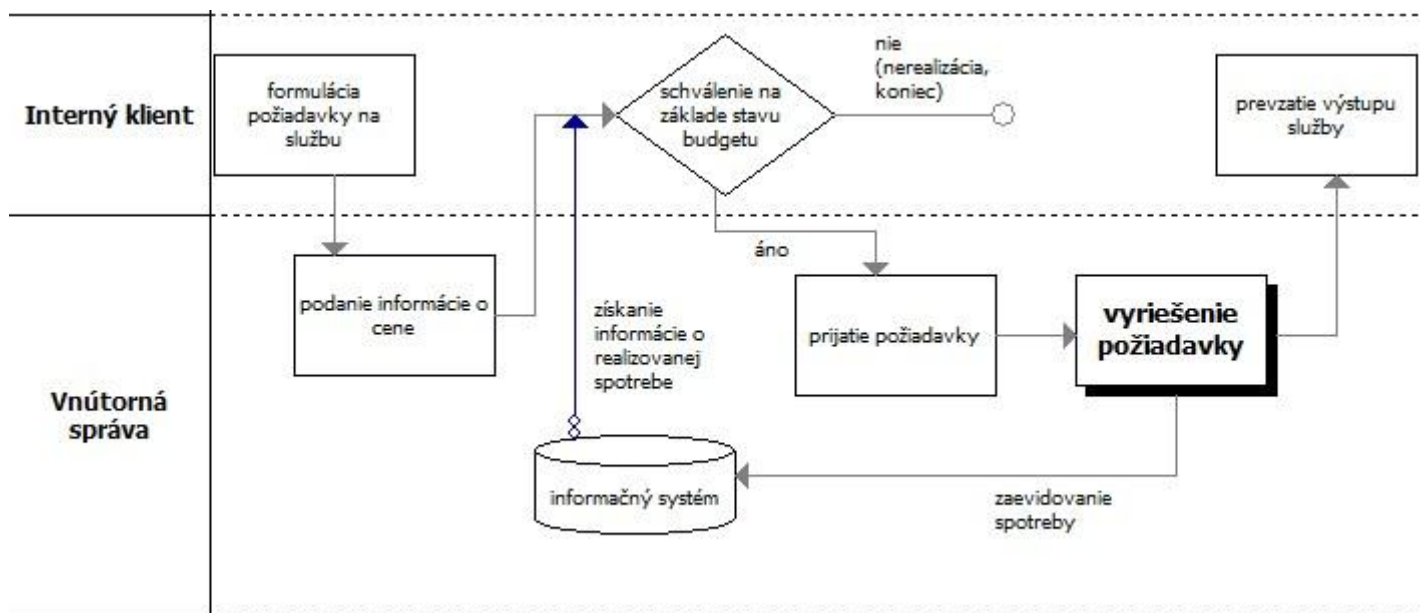 Interný klient
formulácia
požiadavky na
službu
schválenie na
základe stavu
budgetu
nie
(nerealizácia,
koniec)
prevzatie výstupu
služby
Vnútorná
správa
podanie informácie o
cene
získanie
informácie o
realizovanej
spotrebe
áno
prijatie požiadavky
vyriešenie
požiadavky
informačný systém
zaevidovanie
spotreby